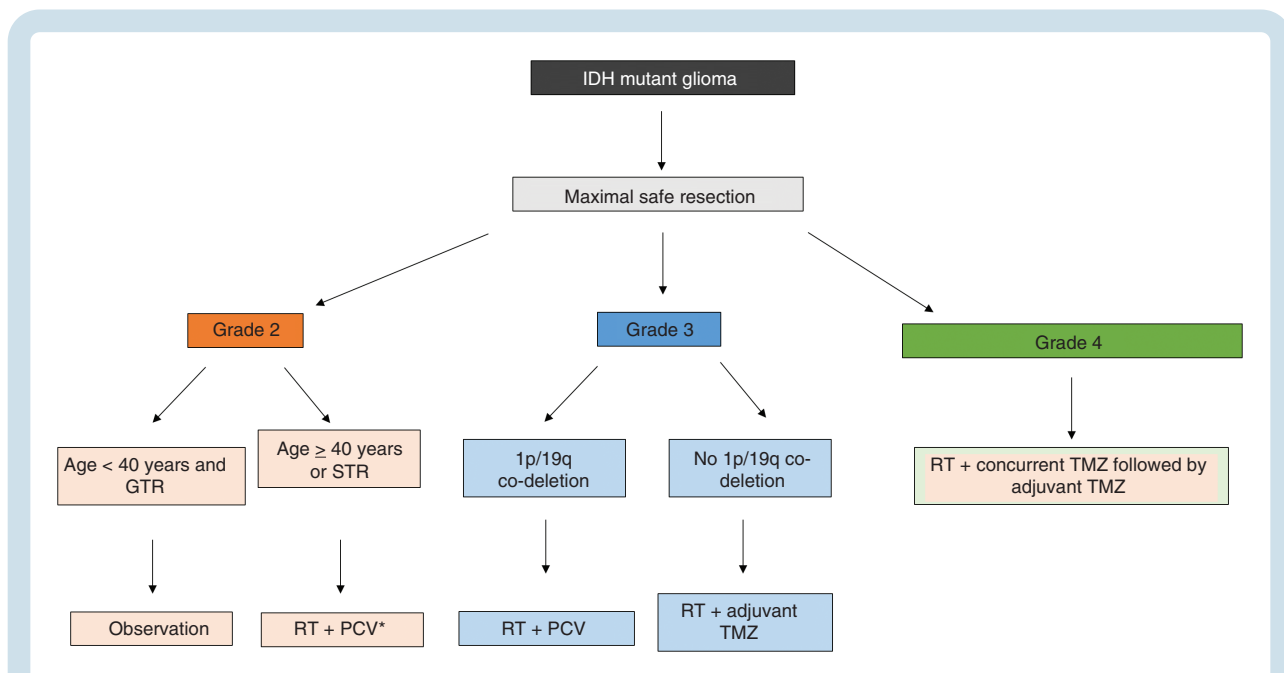 IDH mutant glioma
Maximal safe resection
Grade 2
Grade 3
Grade 4
Age < 40 years and
GTR
Age ≥ 40 years
or STR
1p/19q
co-deletion
No 1p/19q co-
deletion
RT + concurrent TMZ followed by
adjuvant TMZ
Observation
RT + PCV*
RT + PCV
RT + adjuvant
TMZ